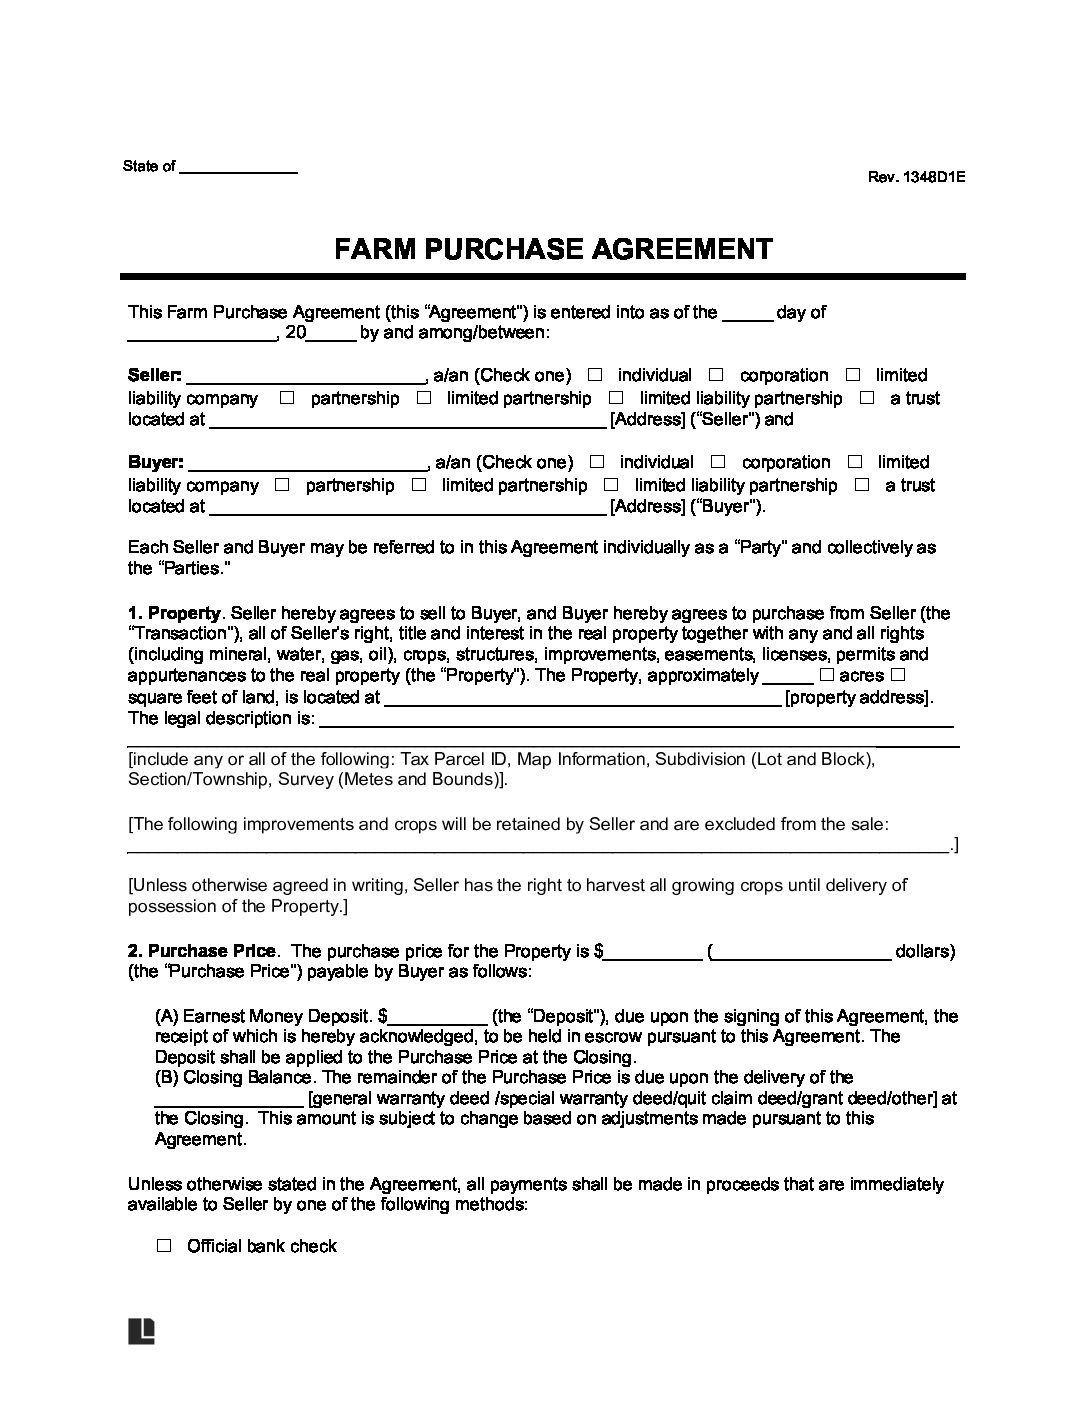 State of ______________
Rev. 1348D1E
FARM PURCHASE AGREEMENT
This Farm Purchase Agreement (this “Agreement") is entered into as of the _____ day of
_______________, 20_____ by and among/between:
Seller: ________________________, a/an (Check one) ☐ individual ☐ corporation ☐ limited
liability company ☐ partnership ☐ limited partnership ☐ limited liability partnership ☐ a trust
located at ________________________________________ [Address] (“Seller") and
Buyer: ________________________, a/an (Check one) ☐ individual ☐ corporation ☐ limited
liability company ☐ partnership ☐ limited partnership ☐ limited liability partnership ☐ a trust
located at ________________________________________ [Address] (“Buyer").
Each Seller and Buyer may be referred to in this Agreement individually as a “Party" and collectively as
the “Parties."
1. Property. Seller hereby agrees to sell to Buyer, and Buyer hereby agrees to purchase from Seller (the
“Transaction"), all of Seller's right, title and interest in the real property together with any and all rights
(including mineral, water, gas, oil), crops, structures, improvements, easements, licenses, permits and
appurtenances to the real property (the “Property"). The Property, approximately _____ ☐ acres ☐
square feet of land, is located at ________________________________________ [property address].
The legal description is: ________________________________________________________________
____________________________________________________________________________________
[include any or all of the following: Tax Parcel ID, Map Information, Subdivision (Lot and Block),
Section/Township, Survey (Metes and Bounds)].
[The following improvements and crops will be retained by Seller and are excluded from the sale:
___________________________________________________________________________________.]
[Unless otherwise agreed in writing, Seller has the right to harvest all growing crops until delivery of
possession of the Property.]
2. Purchase Price. The purchase price for the Property is $__________ (__________________ dollars)
(the “Purchase Price") payable by Buyer as follows:
(A) Earnest Money Deposit. $__________ (the “Deposit"), due upon the signing of this Agreement, the
receipt of which is hereby acknowledged, to be held in escrow pursuant to this Agreement. The
Deposit shall be applied to the Purchase Price at the Closing.
(B) Closing Balance. The remainder of the Purchase Price is due upon the delivery of the
_______________ [general warranty deed /special warranty deed/quit claim deed/grant deed/other] at
the Closing. This amount is subject to change based on adjustments made pursuant to this
Agreement.
Unless otherwise stated in the Agreement, all payments shall be made in proceeds that are immediately
available to Seller by one of the following methods:
☐ Official bank check